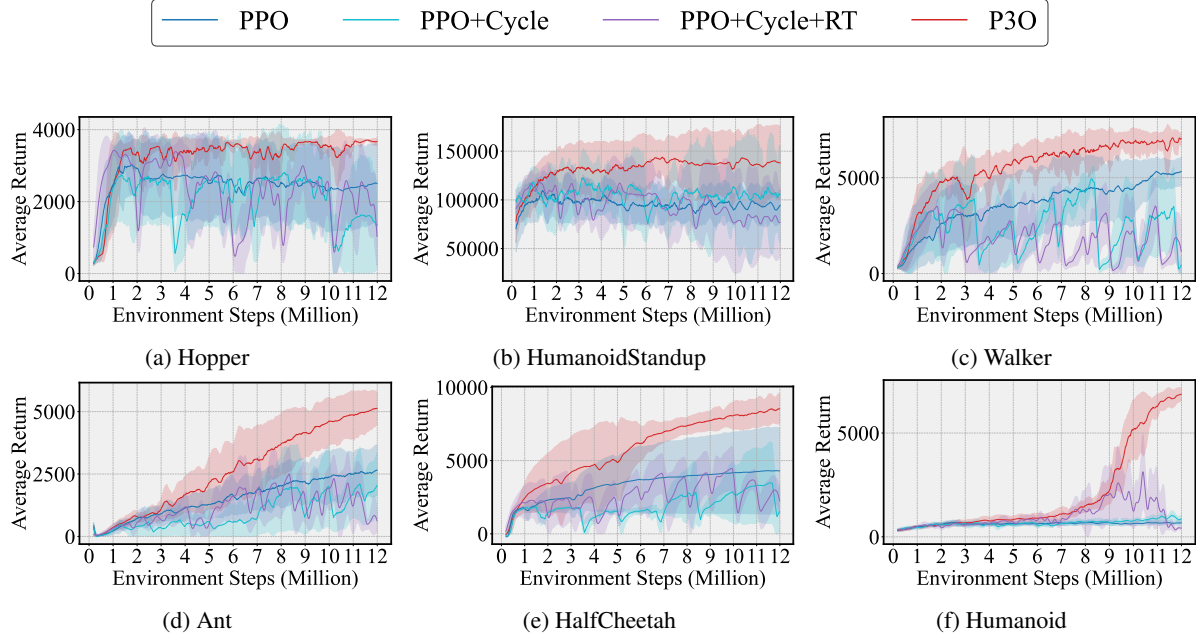 PPO PPO+Cycle PPO+Cycle+RT P3O
Average Return
4000
2000
0
0 1 2 3 4 5 6 7 8 9 10 11 12
Environment Steps (Million)
(a) Hopper
Average Return
150000
100000
50000
0 1 2 3 4 5 6 7 8 9 10 11 12
Environment Steps (Million)
(b) HumanoidStandup
Average Return
5000
0
0 1 2 3 4 5 6 7 8 9 10 11 12
Environment Steps (Million)
(c) Walker
Average Return
5000
2500
0
0 1 2 3 4 5 6 7 8 9 10 11 12
Environment Steps (Million)
(d) Ant
Average Return
10000
5000
0
0 1 2 3 4 5 6 7 8 9 10 11 12
Environment Steps (Million)
(e) HalfCheetah
Average Return
5000
0
0 1 2 3 4 5 6 7 8 9 10 11 12
Environment Steps (Million)
(f) Humanoid